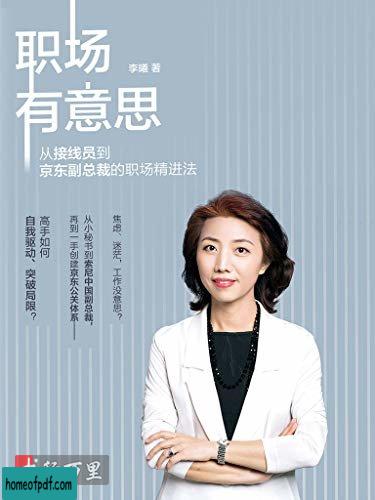 职场
有意思
李曦 著
从接线员到
京东副总裁的职场精进法
焦虑、迷茫、工作没意思？
从小秘书到索尼中国副总裁，
再到一手创建京东公关体系——
高手如何
自我驱动、突破局限？
万里
homeofpdf.com